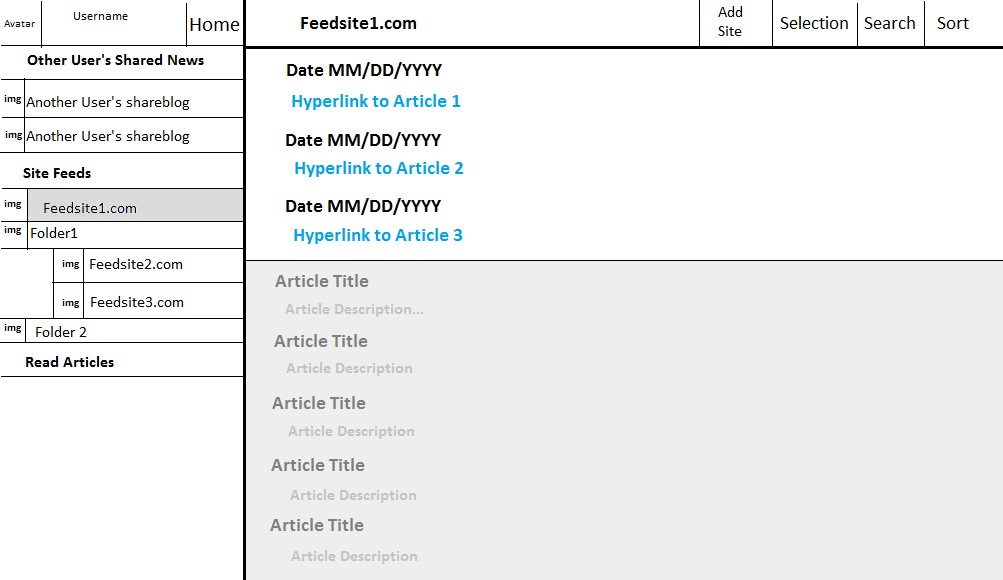 Avatar
Username
Home
Other User's Shared News
img Another User's shareblog
img Another User's shareblog
Site Feeds
img Feedsite1.com
img Folder1
img Feedsite2.com
img Feedsite3.com
img Folder 2
Read Articles
Feedsite1.com
Add
Site
Selection
Search
Sort
Date MM/DD/YYYY
Hyperlink to Article 1
Date MM/DD/YYYY
Hyperlink to Article 2
Date MM/DD/YYYY
Hyperlink to Article 3
Article Title
Article Description...
Article Title
Article Description
Article Title
Article Description
Article Title
Article Description
Article Title
Article Description